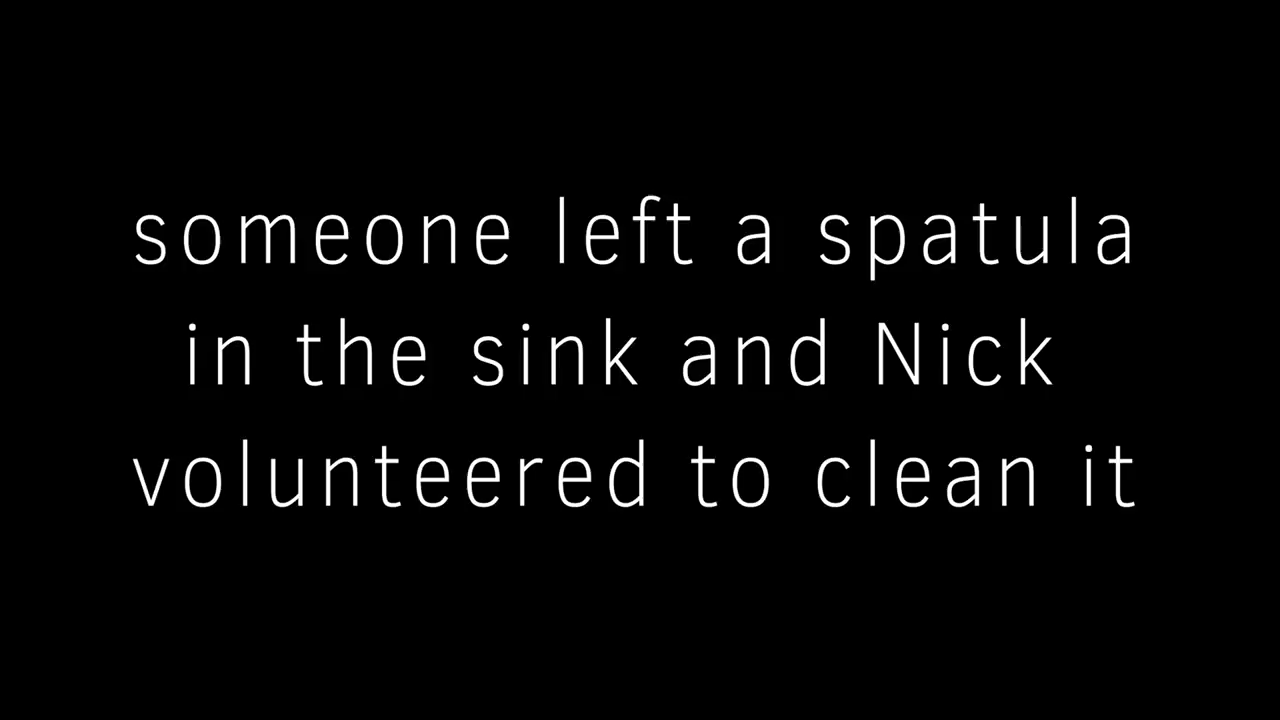 someone left a spatula
in the sink and Nick
volunteered to clean it